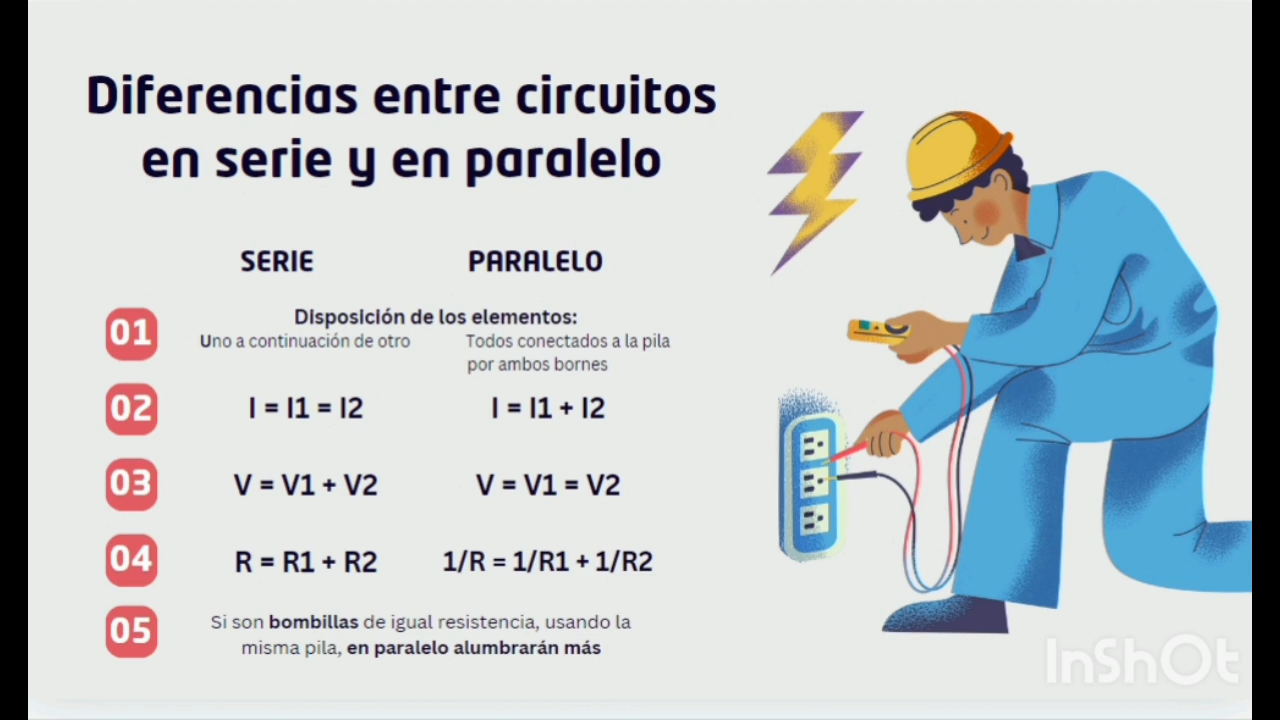 Diferencias entre circuitos
en serie y en paralelo
SERIE PARALELO
01 Disposición de los elementos:
Uno a continuación de otro Todos conectados a la pila
por ambos bornes
02 I = I1 = I2 I = I1 + I2
03 V = V1 + V2 V = V1 = V2
04 R = R1 + R2 1/R = 1/R1 + 1/R2
05 Si son bombillas de igual resistencia, usando la
misma pila, en paralelo alumbrarán más
InShOt